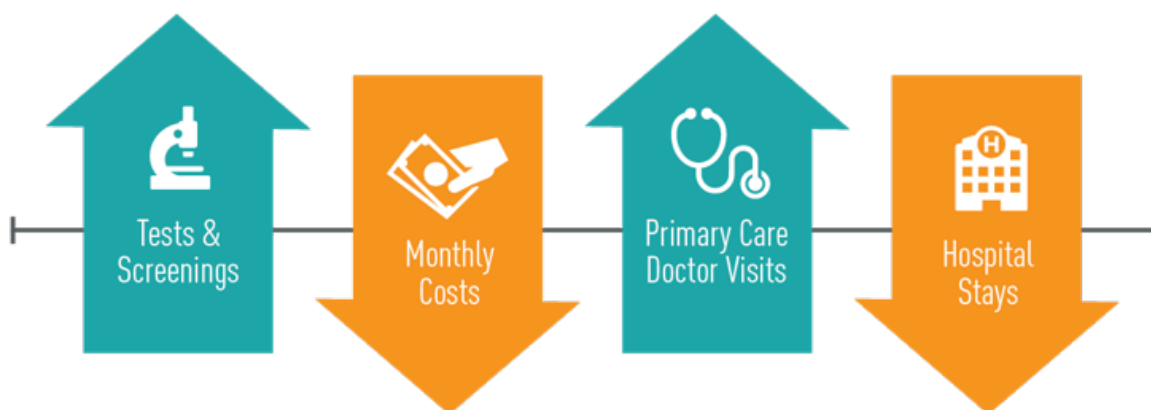 Tests &
Screenings
Monthly
Costs
Primary Care
Doctor Visits
H
Hospital
Stays